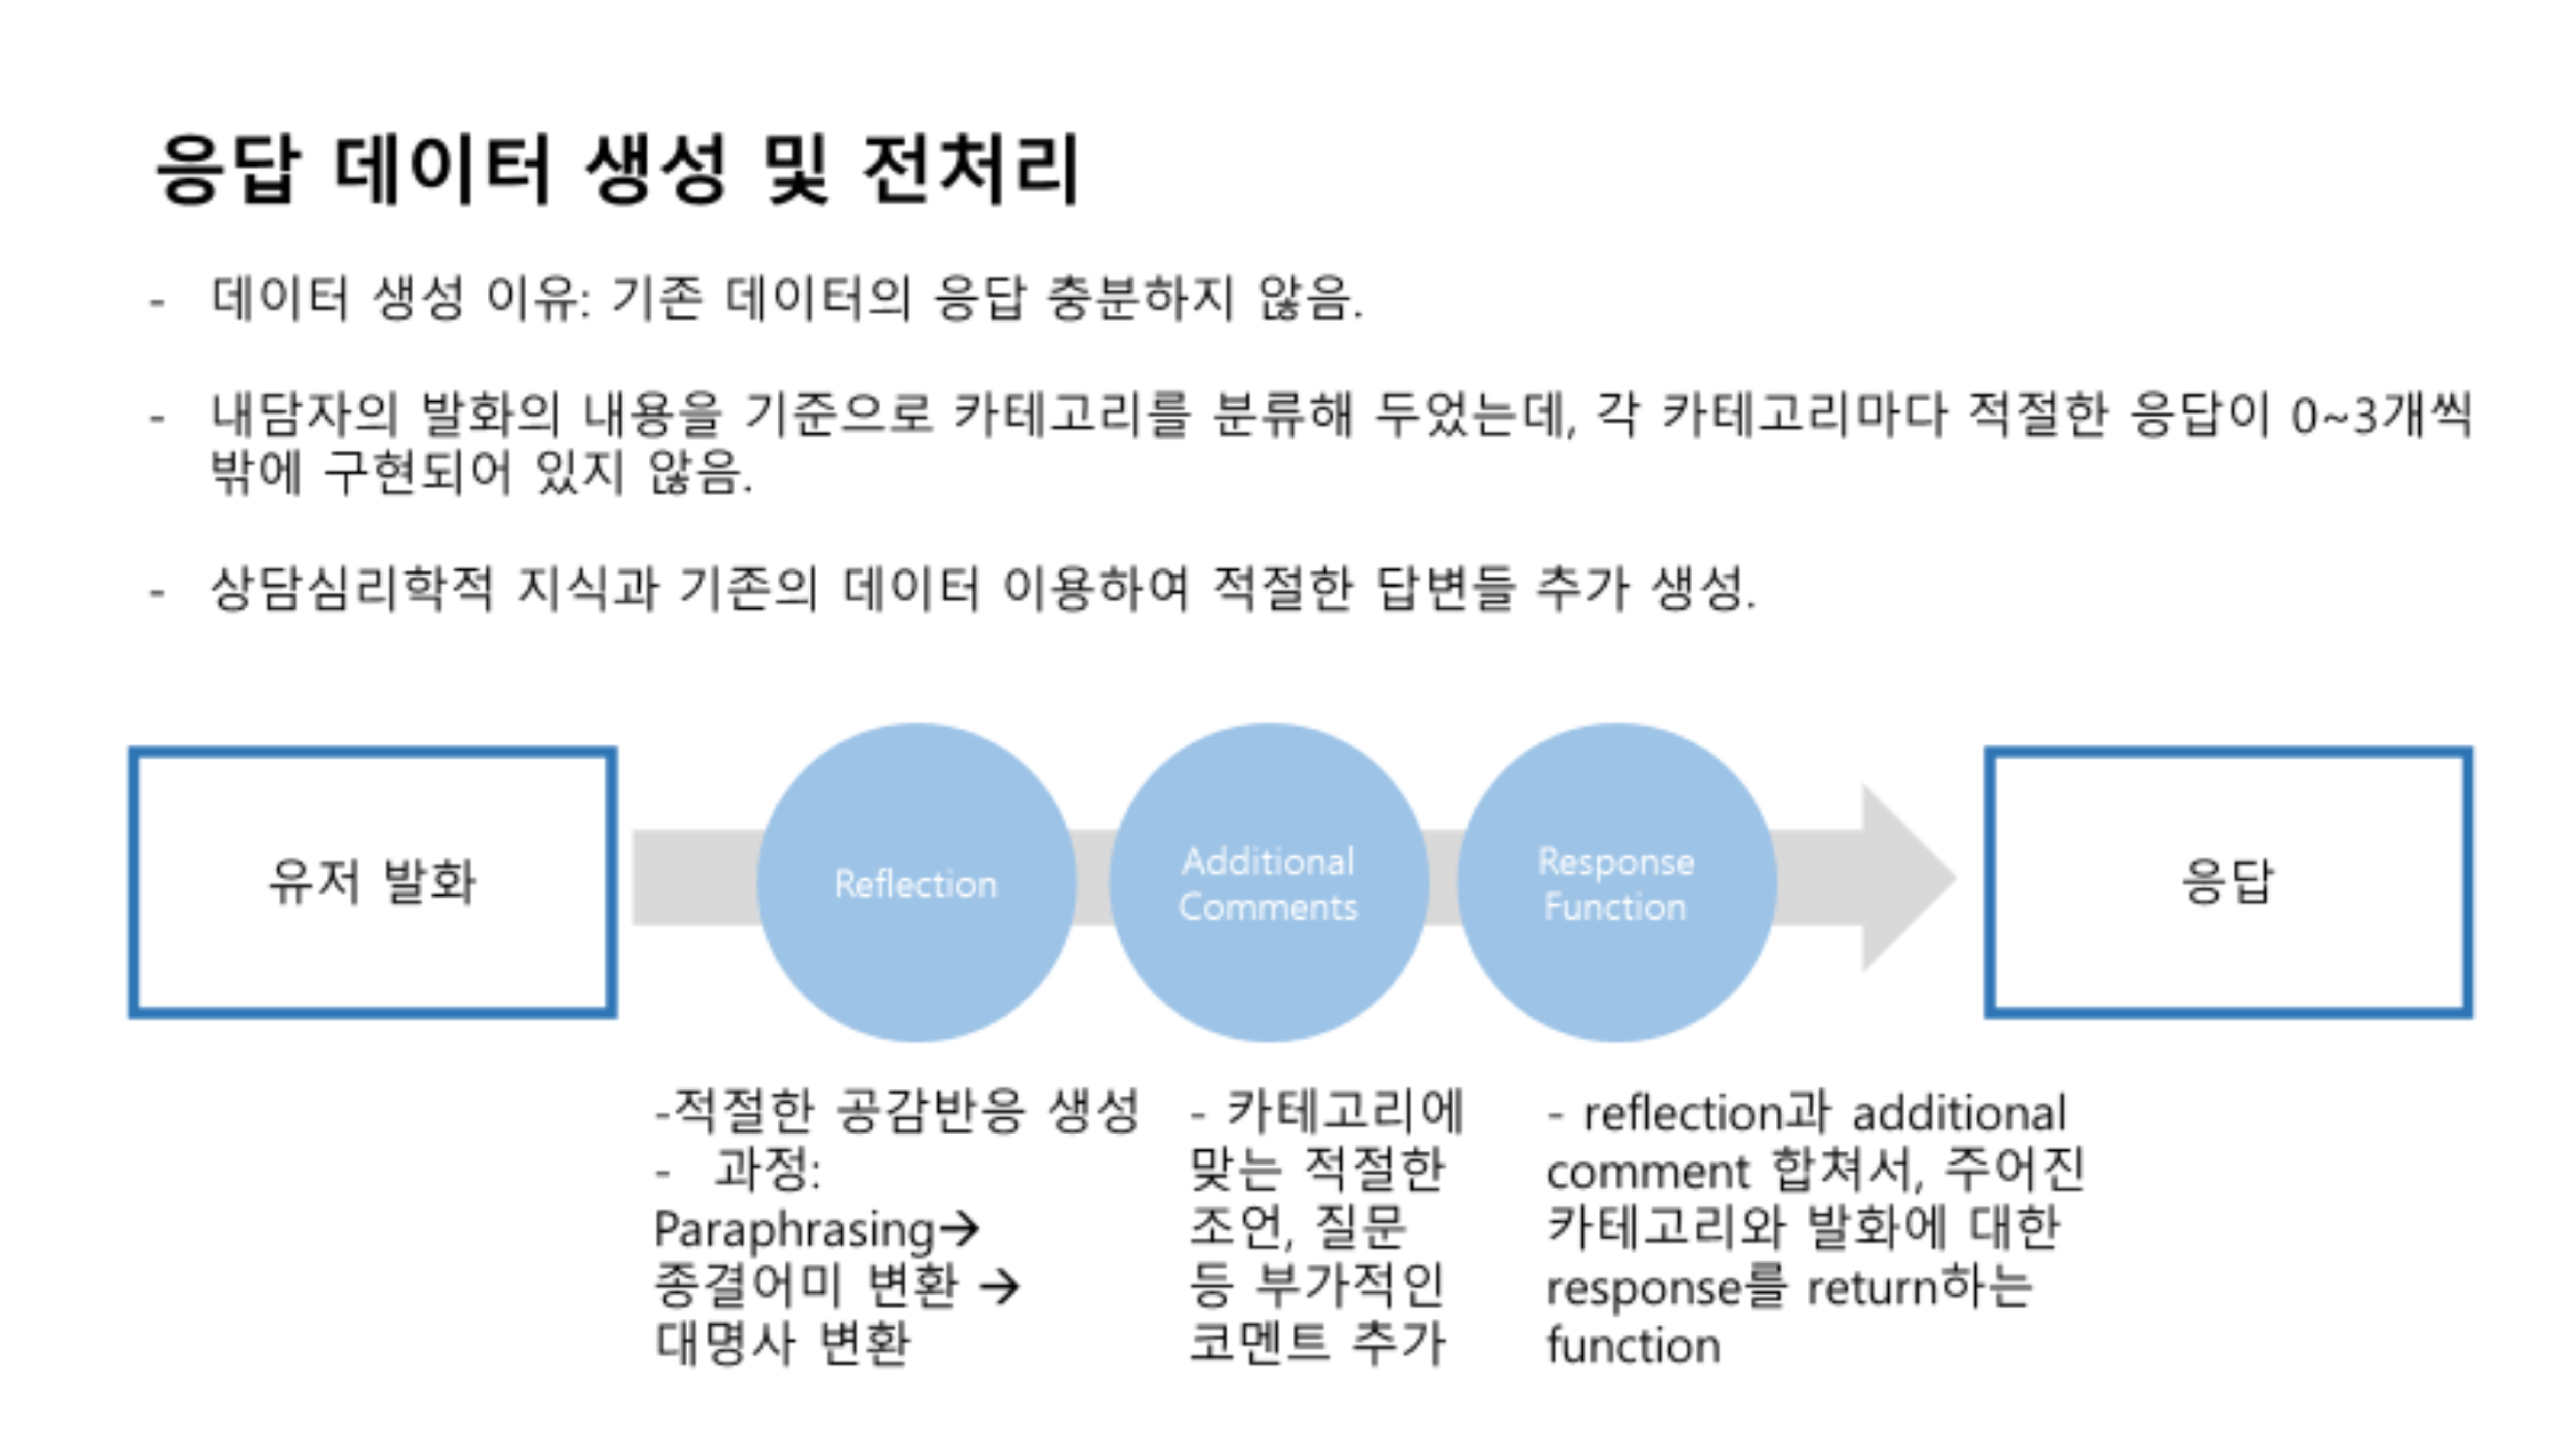 응답 데이터 생성 및 전처리
- 데이터 생성 이유: 기존 데이터의 응답 충분하지 않음.
- 내담자의 발화의 내용을 기준으로 카테고리를 분류해 두었는데, 각 카테고리마다 적절한 응답이 0~3개씩
밖에 구현되어 있지 않음.
- 상담심리학적 지식과 기존의 데이터 이용하여 적절한 답변들 추가 생성.
유저 발화
Reflection
Additional
Comments
Response
Function
응답
-적절한 공감반응 생성
- 과정:
Paraphrasing→
종결어미 변환 →
대명사 변환
- 카테고리에
맞는 적절한
조언, 질문
등 부가적인
코멘트 추가
- reflection과 additional
comment 합쳐서, 주어진
카테고리와 발화에 대한
response를 return하는
function